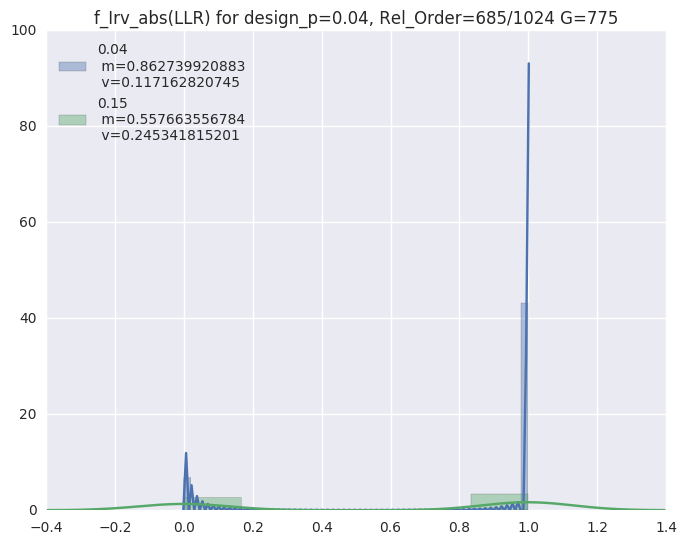 f_Irv_abs(LLR) for design_p=0.04, Rel_Order=685/1024 G=775
100
80
60
40
20
0
0.04
m=0.862739920883
v=0.117162820745
0.15
m=0.557663556784
v=0.245341815201
−0.4 −0.2 0.0 0.2 0.4 0.6 0.8 1.0 1.2 1.4